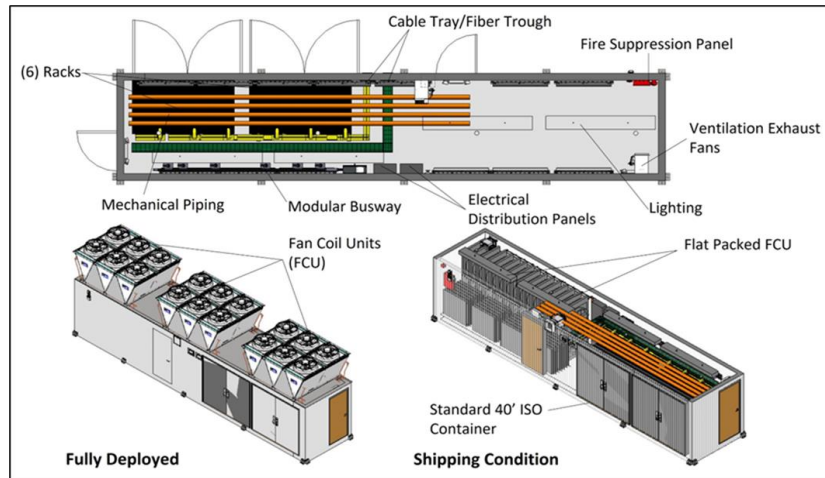 Cable Tray/Fiber Trough
Fire Suppression Panel
(6) Racks
Ventilation Exhaust
Fans
Mechanical Piping
Modular Busway
Electrical
Distribution Panels
Lighting
Fan Coil Units
(FCU)
Flat Packed FCU
Standard 40' ISO
Container
Fully Deployed
Shipping Condition